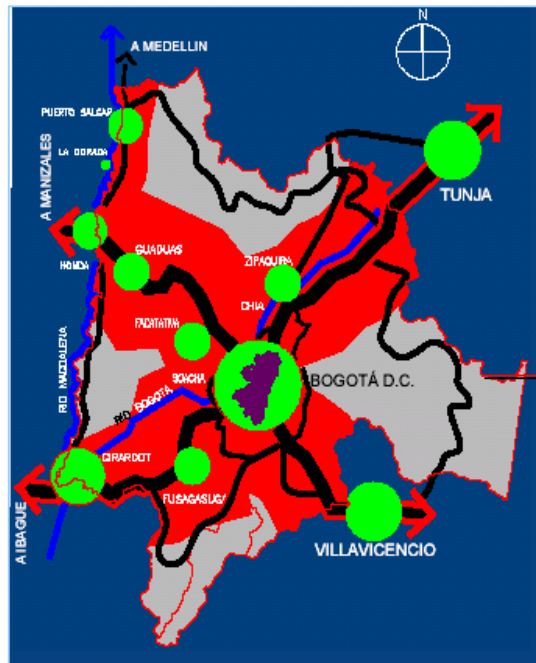 N
A MEDELLIN
PUERTO SALGAR
LA DORADA
A MANIZALES
TUNJA
HONDA
GUADUAS
ZIPAQUIRA
CHIA
FACATATIVA
SOACHA
BOGOTÁ D.C.
RIO MAGDALENA
RIO BOGOTA
GIRARDOT
FUSAGASUGA
A IBAGUE
VILLAVICENCIO